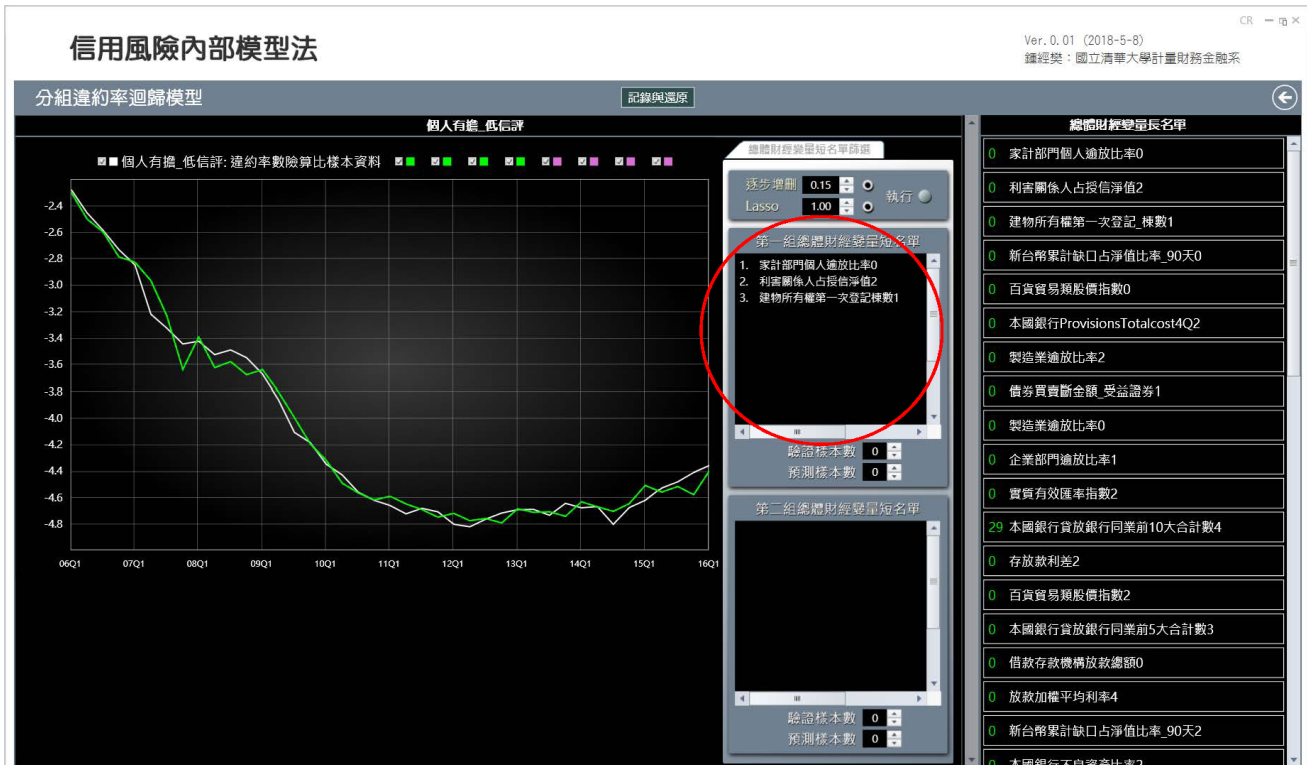 CR
信用風險內部模型法
Ver.0.01 (2018-5-8)
鍾經樊：國立清華大學計量財務金融系
分組違約率迴歸模型
記錄與還原
個人有擔_低信評
個人有擔_低信評: 違約率數險算比樣本資料
-2.4
-2.6
-2.8
-3.0
-3.2
-3.4
-3.6
-3.8
-4.0
-4.2
-4.4
-4.6
-4.8
06Q1 07Q1 08Q1 09Q1 10Q1 11Q1 12Q1 13Q1 14Q1 15Q1 16Q1
總體財經變量短名單篩選
逐步增刪 0.15
Lasso 1.00
執行
第一組總體財經變量短名單
1. 家計部門個人逾放比率0
2. 利害關係人占授信淨值2
3. 建物所有權第一次登記棟數1
驗證樣本數 0
預測樣本數 0
第二組總體財經變量短名單
驗證樣本數 0
預測樣本數 0
總體財經變量長名單
0 家計部門個人逾放比率0
0 利害關係人占授信淨值2
0 建物所有權第一次登記_棟數1
0 新台幣累計缺口占淨值比率_90天0
0 百貨貿易類股價指數0
0 本國銀行ProvisionsTotalcost4Q2
0 製造業逾放比率2
0 債券買賣斷金額_受益證券1
0 製造業逾放比率0
0 企業部門逾放比率1
0 實質有效匯率指數2
29 本國銀行貸放銀行同業前10大合計數4
0 存放款利差2
0 百貨貿易類股價指數2
0 本國銀行貸放銀行同業前5大合計數3
0 借款存款機構放款總額0
0 放款加權平均利率4
0 新台幣累計缺口占淨值比率_90天2
0 本國銀行不良資產比率2